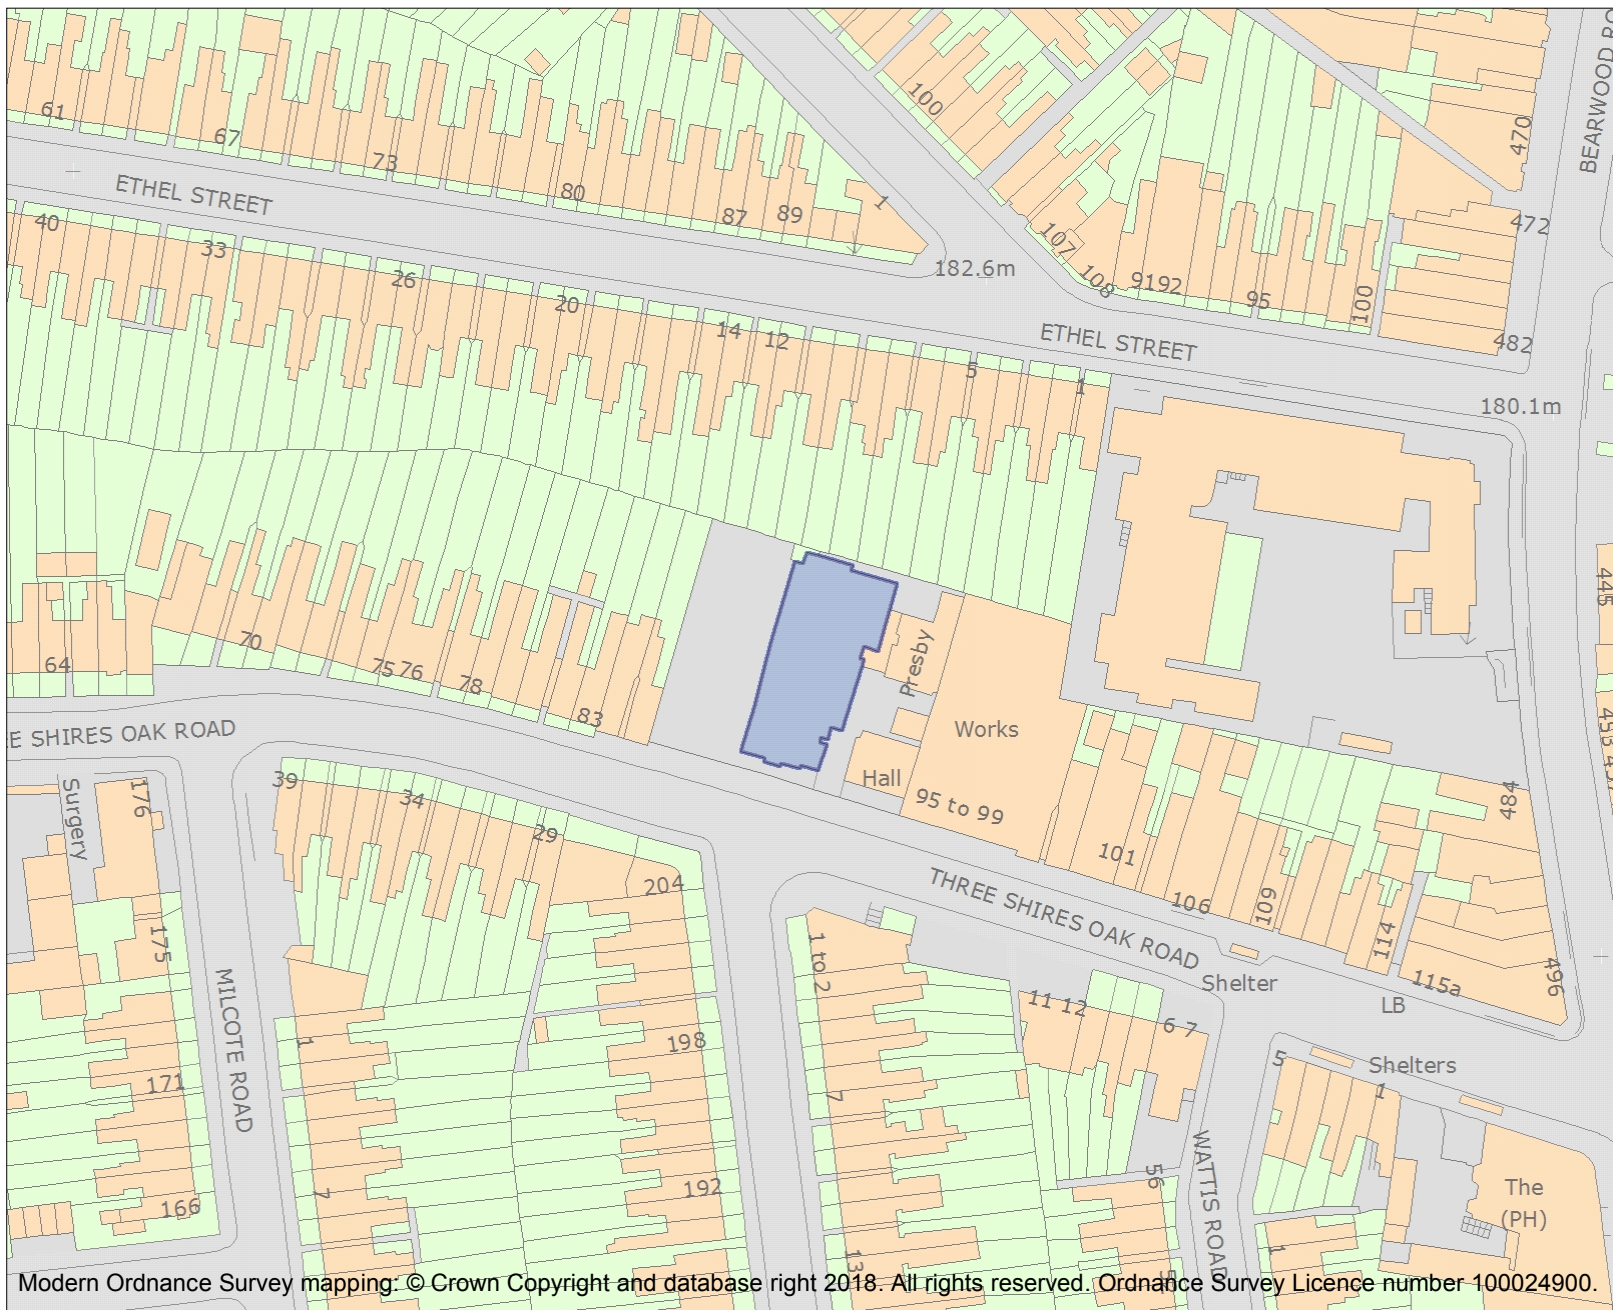 BEARWOOD RO
61
67
73
80
87
89
1
100
470
472
ETHEL STREET
40
33
26
20
14
12
5
1
182.6m
107
108
9192
95
100
482
ETHEL STREET
180.1m
64
70
75 76
78
83
Presby
Works
Hall
95 to 99
445
RE SHIRES OAK ROAD
Surgery
176
39
34
29
204
101
106
109
114
115a
484
496
THREE SHIRES OAK ROAD
Shelter
LB
175
171
166
MILCOTE ROAD
1
7
198
192
1 to 2
7
13
11 12
6 7
56
WATTIS ROAD
5
1
Shelters
The
(PH)
1
Modern Ordnance Survey mapping: © Crown Copyright and database right 2018. All rights reserved. Ordnance Survey Licence number 100024900.